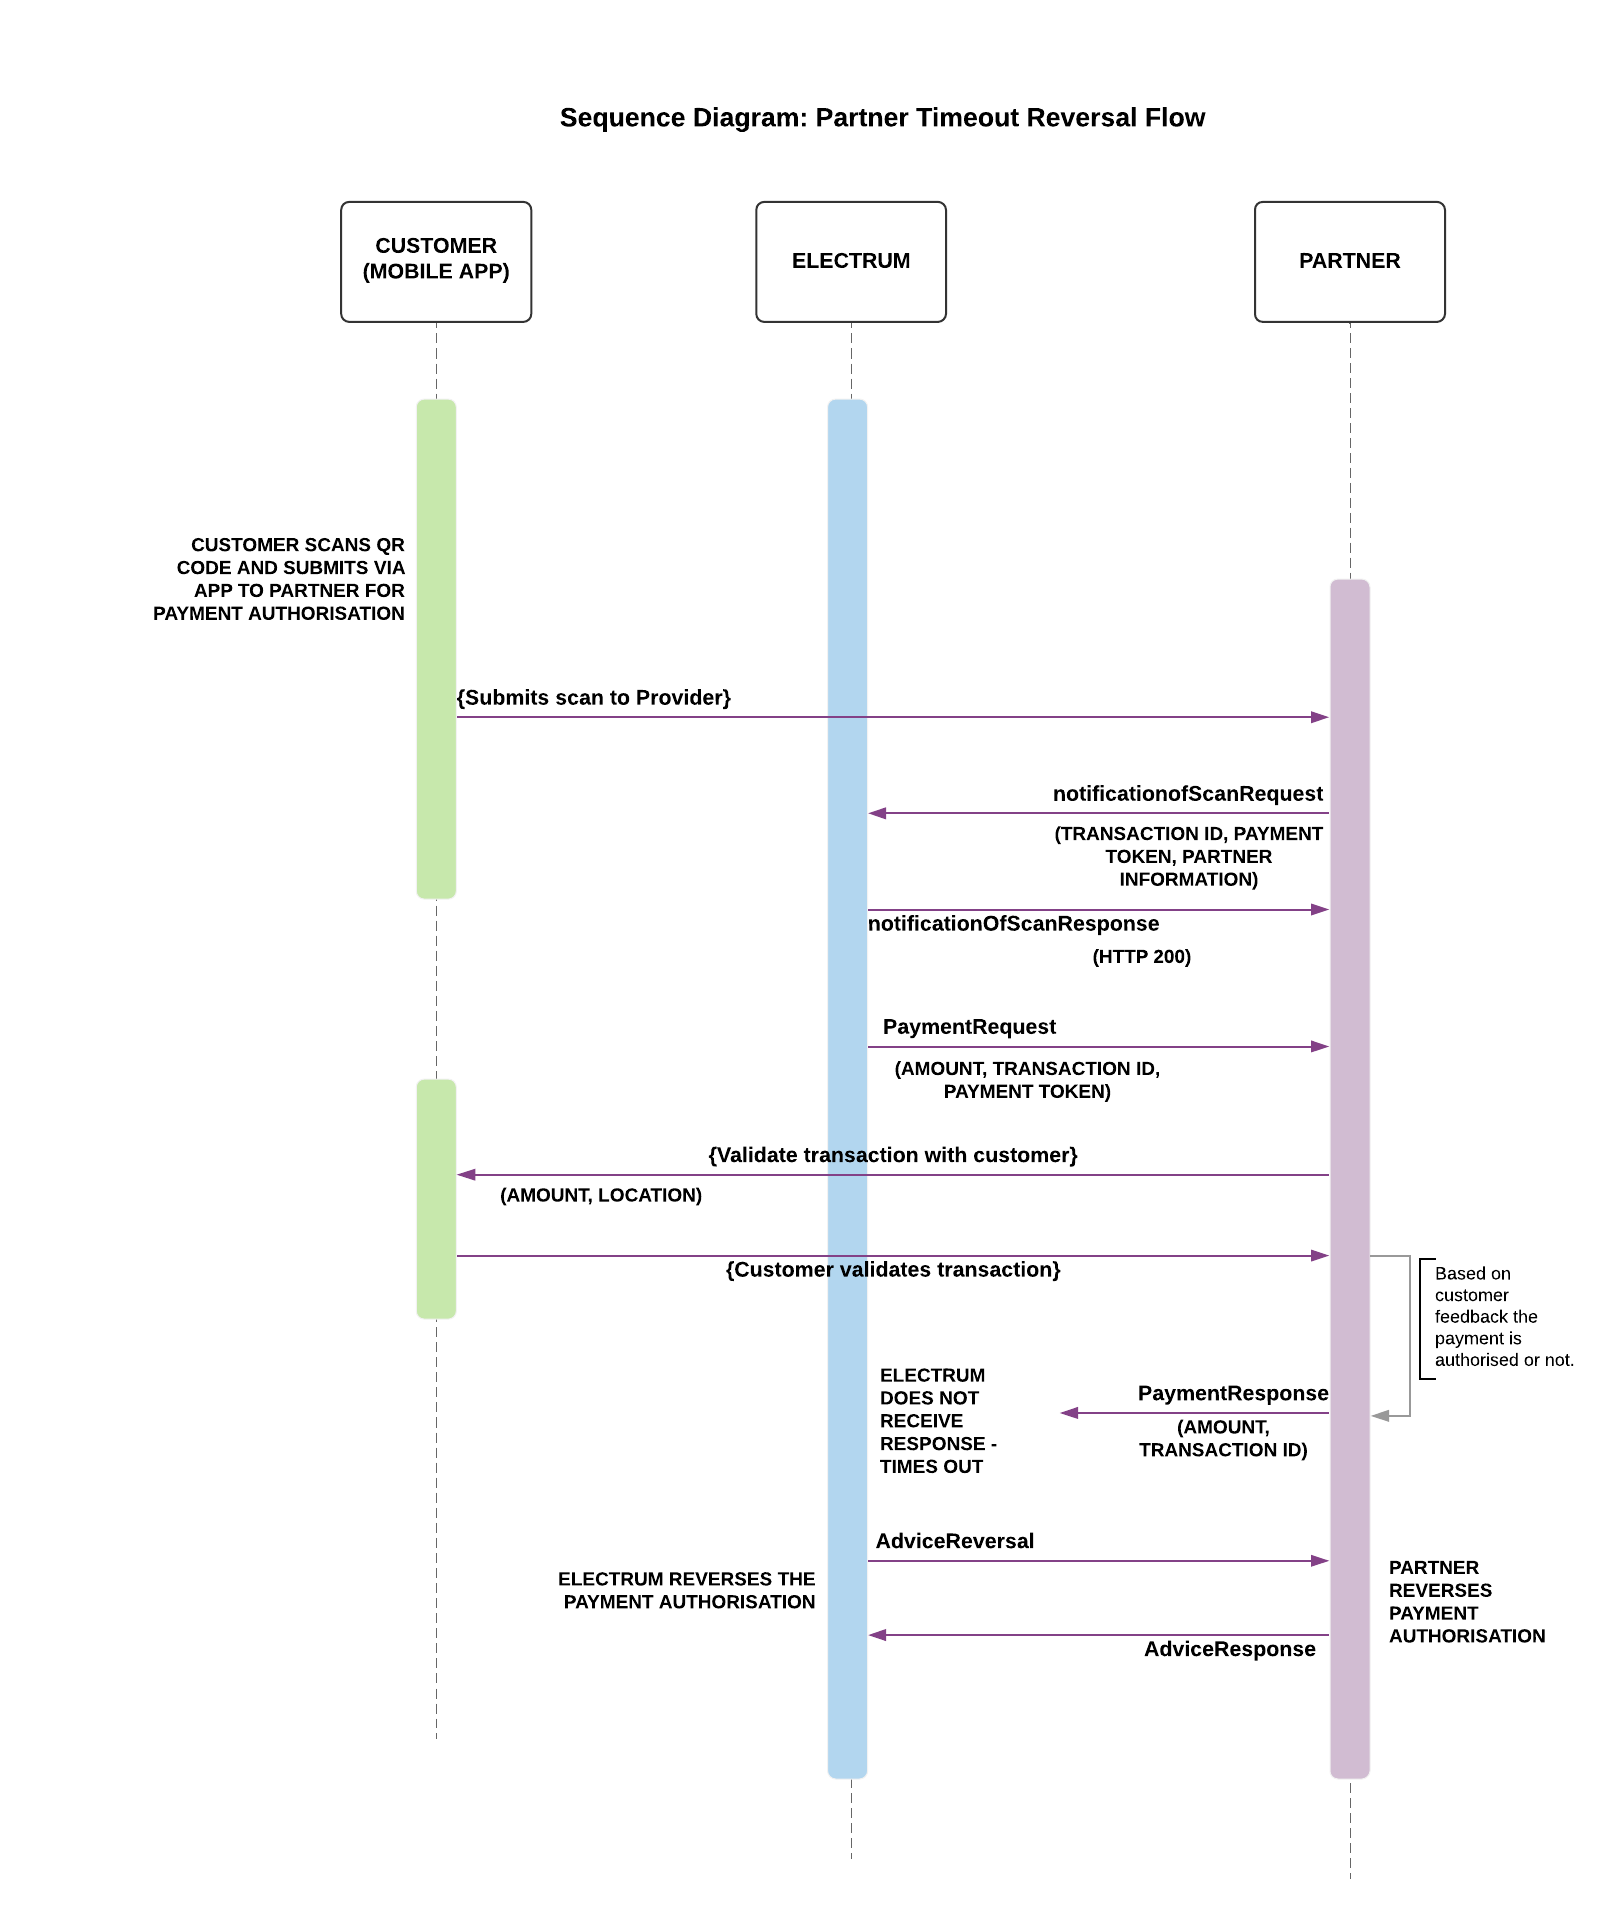 Sequence Diagram: Partner Timeout Reversal Flow
CUSTOMER
(MOBILE APP)
ELECTRUM
PARTNER
CUSTOMER SCANS QR
CODE AND SUBMITS VIA
APP TO PARTNER FOR
PAYMENT AUTHORISATION
{Submits scan to Provider}
notificationofScanRequest
(TRANSACTION ID, PAYMENT
TOKEN, PARTNER
INFORMATION)
notificationOfScanResponse
(HTTP 200)
PaymentRequest
(AMOUNT, TRANSACTION ID,
PAYMENT TOKEN)
{Validate transaction with customer}
(AMOUNT, LOCATION)
{Customer validates transaction}
Based on
customer
feedback the
payment is
authorised or not.
ELECTRUM
DOES NOT
RECEIVE
RESPONSE -
TIMES OUT
PaymentResponse
(AMOUNT,
TRANSACTION ID)
AdviceReversal
ELECTRUM REVERSES THE
PAYMENT AUTHORISATION
PARTNER
REVERSES
PAYMENT
AUTHORISATION
AdviceResponse